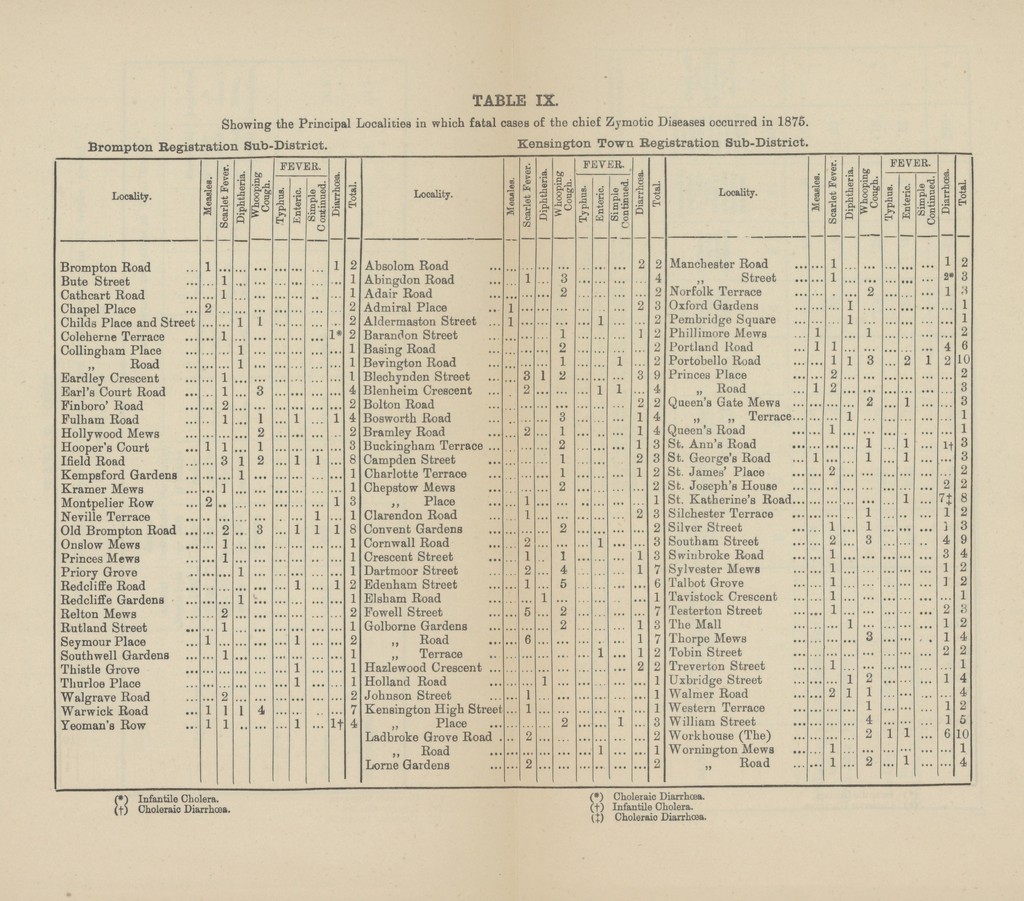 TABLE IX.
Showing the Principal Localities in which fatal cases of the chief Zymotic Diseases occurred in 1875.
Brompton Registration Sub-District.
Locality. Measles. Scarlet Fever. Diphtheria. Whooping Cough. FEVER. Typhus. Enteric. Simple Continued. Diarrhœa. Total.
Brompton Road ... 1 ... ... ... ... ... ... 1 2
Bute Street ... ... 1 ... ... ... ... ... ... 1
Cathcart Road ... ... 1 ... ... ... ... ... ... 1
Chapel Place ... 2 ... ... ... ... ... ... ... 2
Childs Place and Street ... ... 1 1 ... ... ... ... 2
Coleherne Terrace ... ... 1 ... ... ... ... ... 1* 2
Collingham Place ... ... ... 1 ... ... ... ... ... 1
„ Road ... ... ... 1 ... ... ... ... ... 1
Eardley Crescent ... ... 1 ... ... ... ... ... ... 1
Earl's Court Road ... ... 1 ... 3 ... ... ... ... 4
Finboro' Road ... ... 2 ... ... ... ... ... ... 2
Fulham Road ... ... 1 ... 1 ... 1 ... 1 4
Hollywood Mews ... ... ... ... 2 ... ... ... ... 2
Hooper's Court ... 1 1 ... 1 ... ... ... ... 3
Ifield Road ... ... 3 1 2 ... 1 1 ... 8
Kempsford Gardens ... ... ... 1 ... ... ... ... ... 1
Kramer Mews ... ... 1 ... ... ... ... ... ... 1
Montpelier Row ... 2 ... ... ... ... ... ... 1 3
Neville Terrace ... ... ... ... ... ... ... 1 ... 1
Old Brompton Road ... ... 2 ... 3 ... 1 1 1 8
Onslow Mews ... ... 1 ... ... ... ... ... ... 1
Princes Mews ... ... 1 ... ... ... ... ... ... 1
Priory Grove ... ... ... 1 ... ... ... ... ... 1
Redcliffe Road ... ... ... ... ... ... 1 ... 1 2
Redcliffe Gardens ... ... ... 1 ... ... ... ... ... 1
Relton Mews ... ... 2 ... ... ... ... ... ... 2
Rutland Street ... ... 1 ... ... ... ... ... ... 1
Seymour Place ... 1 ... ... ... ... 1 ... ... 2
Southwell Gardens ... ... 1 ... ... ... ... ... ... 1
Thistle Grove ... ... ... ... ... ... 1 ... ... 1
Thurloe Place ... ... ... ... ... ... 1 ... ... 1
Walgrave Road ... ... 2 ... ... ... ... ... ... 2
Warwick Road ... 1 1 1 4 ... ... ... ... 7
Yeoman's Row ... 1 1 ... ... ... 1 ... 1† 4
(*) Infantile Cholera.
(†) Choleraic Diarrhœa.
Kensington Town Registration Sub-District.
Locality. Measles. Scarlet Fever. Diphtheria. Whooping Cough. FEVER. Typhus. Enteric. Simple Continued. Diarrhœa. Total.
Absolom Road ... ... ... ... ... ... ... ... 2 2
Abingdon Road ... ... 1 ... 3 ... ... ... ... 4
Adair Road ... ... ... ... 2 ... ... ... ... 2
Admiral Place ... 1 ... ... ... ... ... ... 2 3
Aldermaston Street ... 1 ... ... ... ... 1 ... ... 2
Barandon Street ... ... ... ... 1 ... ... ... 1 2
Basing Road ... ... ... ... 2 ... ... ... ... 2
Bevington Road ... ... ... ... 1 ... ... 1 ... 2
Blechynden Street ... ... 3 1 2 ... ... ... 3 9
Blenheim Crescent ... ... 2 ... ... ... 1 1 ... 4
Bolton Road ... ... ... ... ... ... ... ... 2 2
Bosworth Road ... ... ... ... 3 ... ... ... 1 4
Bramley Road ... ... 2 ... 1 ... ... ... 1 4
Buckingham Terrace ... ... ... ... 2 ... ... ... 1 3
Campden Street ... ... ... ... 1 ... ... ... 2 3
Charlotte Terrace ... ... ... ... 1 ... ... ... 1 2
Chepstow Mews ... ... ... ... 2 ... ... ... ... 2
„ Place ... ... 1 ... ... ... ... ... ... 1
Clarendon Road ... ... 1 ... ... ... ... ... 2 3
Convent Gardens ... ... ... ... 2 ... ... ... ... 2
Cornwall Road ... ... 2 ... ... ... 1 ... ... 3
Crescent Street ... ... 1 ... 1 ... ... ... 1 3
Dartmoor Street ... ... 2 ... 4 ... ... ... 1 7
Edenham Street ... ... 1 ... 5 ... ... ... ... 6
Elsham Road ... ... ... 1 ... ... ... ... ... 1
Fowell Street ... ... 5 ... 2 ... ... ... ... 7
Golborne Gardens ... ... ... ... 2 ... ... ... 1 3
„ Road ... ... 6 ... ... ... ... ... 1 7
„ Terrace ... ... ... ... ... ... 1 ... 1 2
Hazlewood Crescent ... ... ... ... ... ... ... ... 2 2
Holland Road ... ... ... 1 ... ... ... ... ... 1
Johnson Street ... ... 1 ... ... ... ... ... ... 1
Kensington High Street ... ... 1 ... ... ... ... ... ... 1
„ Place ... ... ... ... 2 ... ... 1 ... 3
Ladbroke Grove Road ... ... 2 ... ... ... ... ... ... 2
„ Road ... ... ... ... ... ... 1 ... ... 1
Lorne Gardens ... ... 2 ... ... ... ... ... ... 2
Locality. Measles. Scarlet Fever. Diphtheria. Whooping Cough. FEVER. Typhus. Enteric. Simple Continued. Diarrhœa. Total.
Manchester Road ... ... 1 ... ... ... ... ... 1 2
„ Street ... ... 1 ... ... ... ... ... 2* 3
Norfolk Terrace ... ... ... ... 2 ... ... ... 1 3
Oxford Gardens ... ... ... 1 ... ... ... ... ... 1
Pembridge Square ... ... ... 1 ... ... ... ... ... 1
Phillimore Mews ... 1 ... ... 1 ... ... ... ... 2
Portland Road ... 1 1 ... ... ... ... ... 4 6
Portobello Road ... ... 1 1 3 ... 2 1 2 10
Princes Place ... ... 2 ... ... ... ... ... ... 2
„ Road ... 1 2 ... ... ... ... ... ... 3
Queen's Gate Mews ... ... ... ... 2 ... 1 ... ... 3
„ „ Terrace ... ... ... 1 ... ... ... ... ... 1
Queen's Road ... ... 1 ... ... ... ... ... ... 1
St. Ann's Road ... ... ... ... 1 ... 1 ... 1† 3
St. George's Road ... 1 ... ... 1 ... 1 ... ... 3
St. James' Place ... ... 2 ... ... ... ... ... ... 2
St. Joseph's House ... ... ... ... ... ... ... ... 2 2
St. Katherine's Road ... ... ... ... ... ... 1 ... 7‡ 8
Silchester Terrace ... ... ... ... 1 ... ... ... 1 2
Silver Street ... ... 1 ... 1 ... ... ... 1 3
Southam Street ... ... 2 ... 3 ... ... ... 4 9
Swinbroke Road ... ... 1 ... ... ... ... ... 3 4
Sylvester Mews ... ... 1 ... ... ... ... ... 1 2
Talbot Grove ... ... 1 ... ... ... ... ... 1 2
Tavistock Crescent ... ... 1 ... ... ... ... ... ... 1
Testerton Street ... ... 1 ... ... ... ... ... 2 3
The Mall ... ... ... 1 ... ... ... ... 1 2
Thorpe Mews ... ... ... ... 3 ... ... ... 1 4
Tobin Street ... ... ... ... ... ... ... ... 2 2
Treverton Street ... ... 1 ... ... ... ... ... ... 1
Uxbridge Street ... ... ... 1 2 ... ... ... 1 4
Walmer Road ... ... 2 1 1 ... ... ... ... 4
Western Terrace ... ... ... ... 1 ... ... ... 1 2
William Street ... ... ... ... 4 ... ... ... 1 5
Workhouse (The) ... ... ... ... 2 1 1 ... 6 10
Wornington Mews ... ... 1 ... ... ... ... ... ... 1
„ Road ... ... 1 ... 2 ... 1 ... ... 4
(*) Choleraic Diarrhœa.
(†) Infantile Cholera.
(‡) Choleraic Diarrhœa.